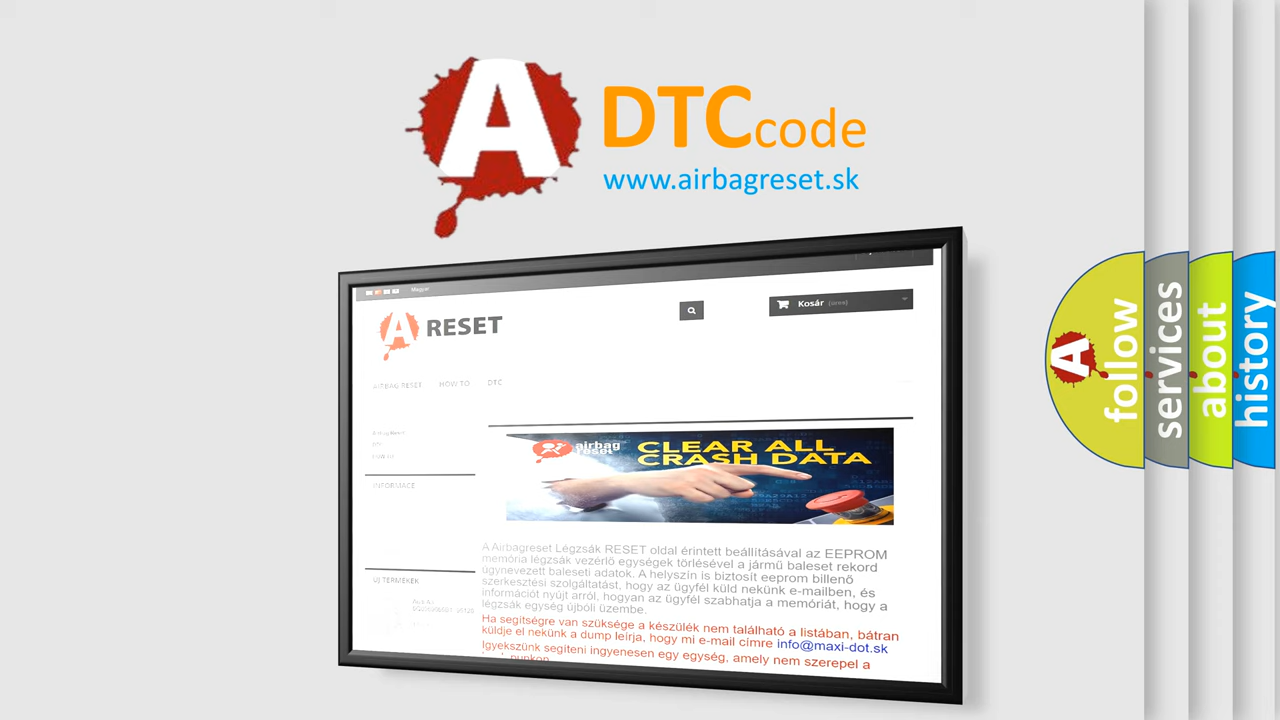 A DTCcode
www.airbagreset.sk
Magyar
Kosár (üres)
A RESET
AIRBAG RESET HOW TO DTC
airbag reset
CLEAR ALL
CRASH DATA
INFORMACE
A Airbagreset Légzsák RESET oldal érintett beállításával az EEPROM
memória légzsák vezérlő egységek törlésével a jármű baleset rekord
úgynevezett baleseti adatok. A helyszín is biztosít eeprom billenő
szerkesztési szolgáltatást, hogy az ügyfél küld nekünk e-mailben, és
információt nyújt arról, hogyan az ügyfél szabhatja a memóriát, hogy a
légzsák egység újbóli üzembe.
ÚJ TERMÉKEK
Ha segítségre van szüksége a készülék nem található a listában, bátran
küldje el nekünk a dump leírja, hogy mi e-mail címre info@maxi-dot.sk
Igyekszünk segíteni ingyenesen egy egység, amely nem szerepel a
A follow
services
about
history